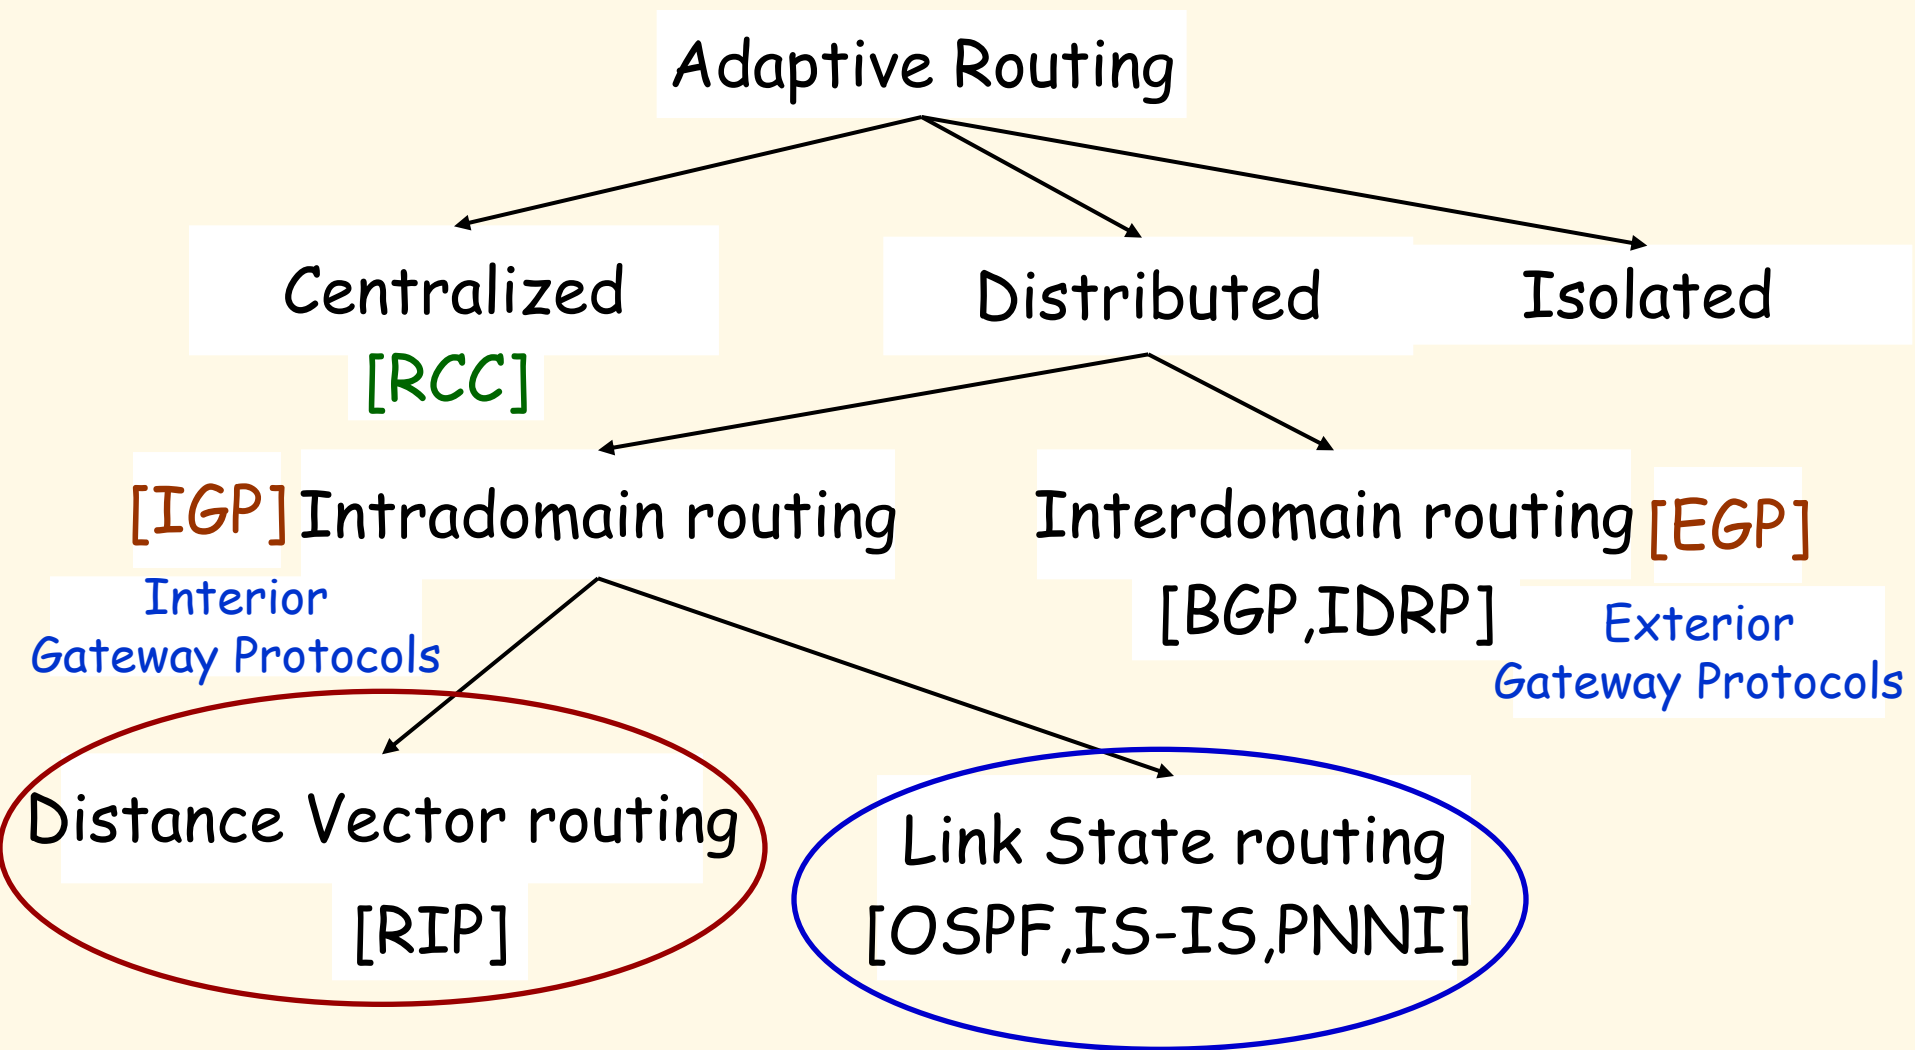 Adaptive Routing
Centralized
Distributed
Isolated
[RCC]
[IGP]
Intradomain routing
Interdomain routing
[EGP]
Interior
Gateway Protocols
[BGP,IDRP]
Exterior
Gateway Protocols
Distance Vector routing
[RIP]
Link State routing
[OSPF,IS-IS,PNNI]